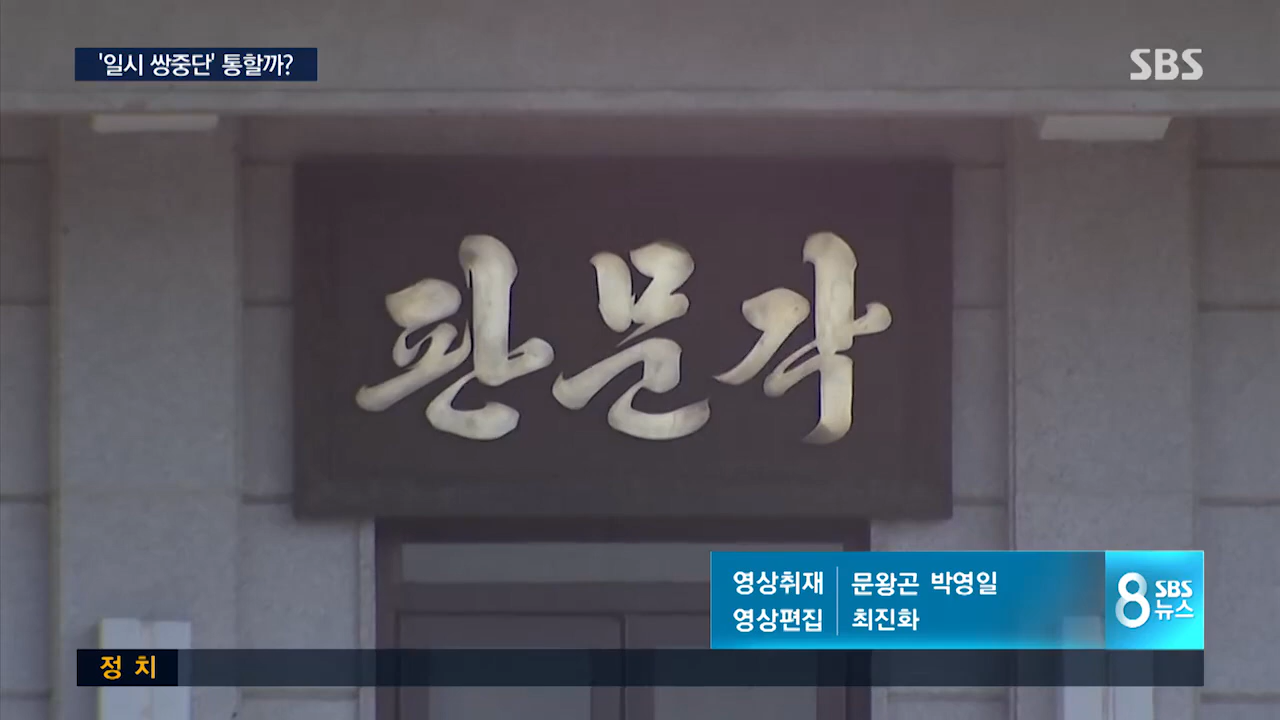 '일시 쌍중단' 통할까?
SBS
판문각
영상취재 문왕곤 박영일
영상편집 최진화
8 SBS 뉴스
정 치